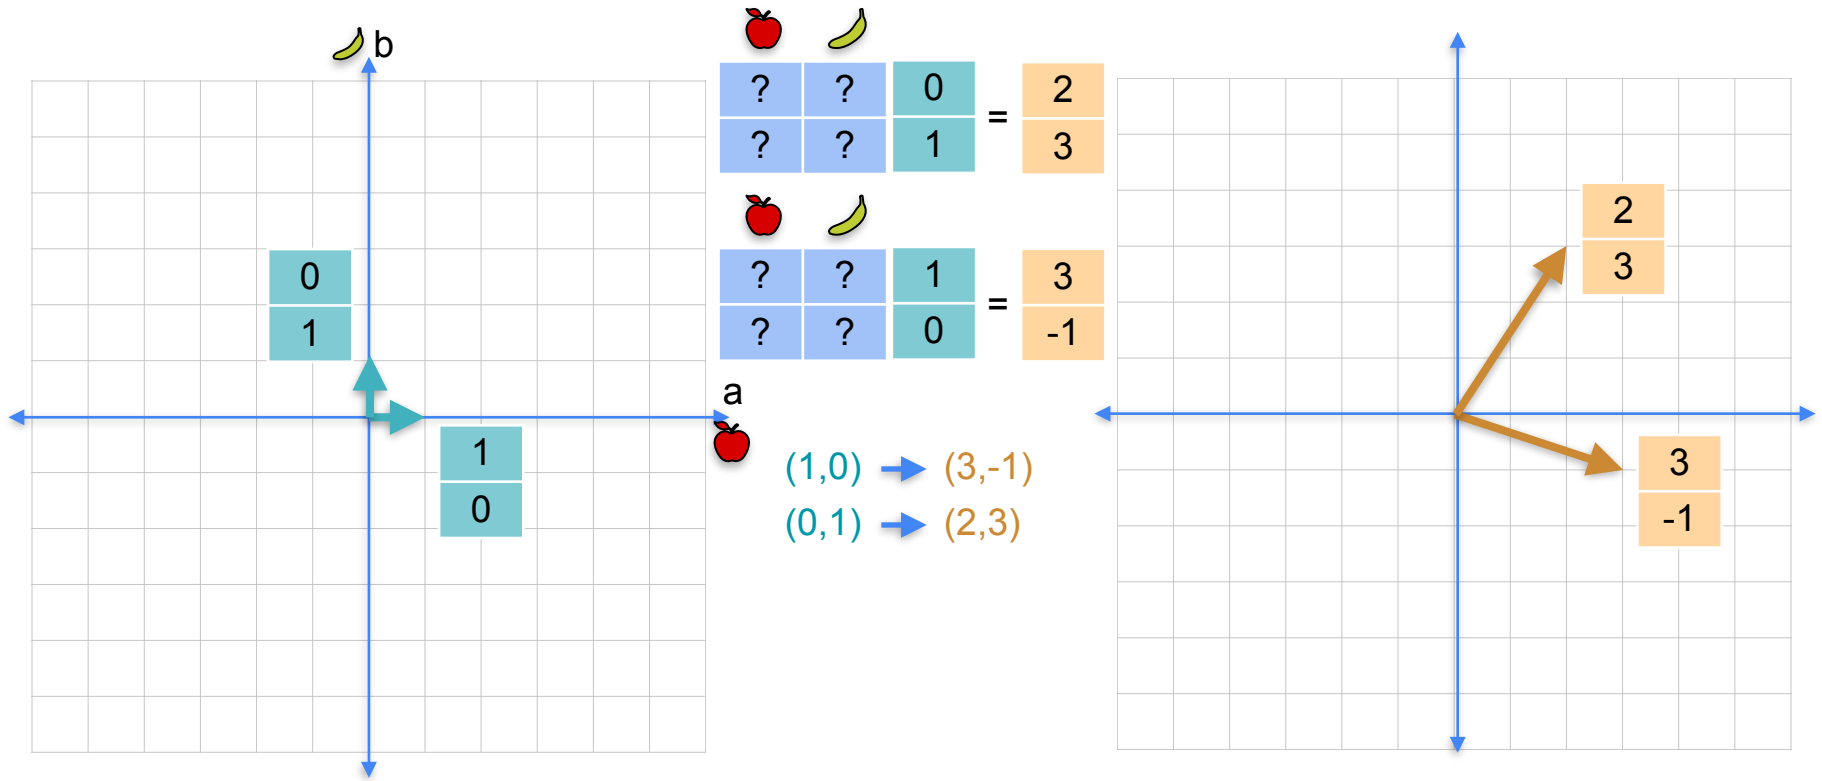 b
0
1
a
1
0
? ? 0 = 2
? ? 1 3
? ? 1 = 3
? ? 0 -1
(1,0) (3,-1)
(0,1) (2,3)
2
3
3
-1